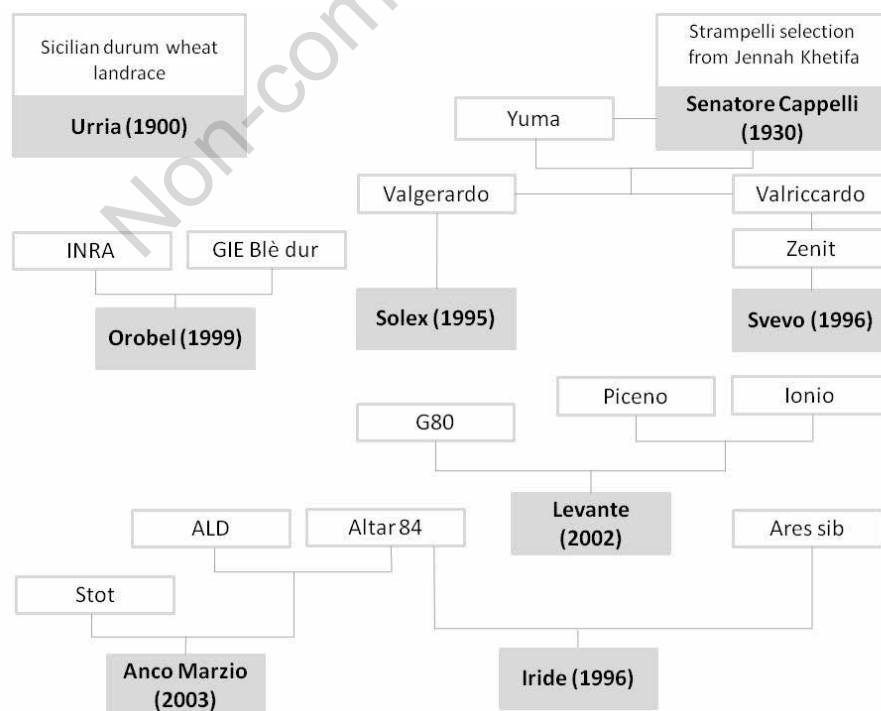 Sicilian durum wheat
landrace
Urria (1900)
Strampelli selection
from Jennah Khetifa
Senatore Cappelli
(1930)
Yuma
Valgerardo
Valriccardo
INRA
GIE Blè dur
Zenit
Orobel (1999)
Solex (1995)
Svevo (1996)
Piceno
Ionio
G80
Levante
(2002)
ALD
Altar 84
Ares sib
Stot
Anco Marzio
(2003)
Iride (1996)
Non-com